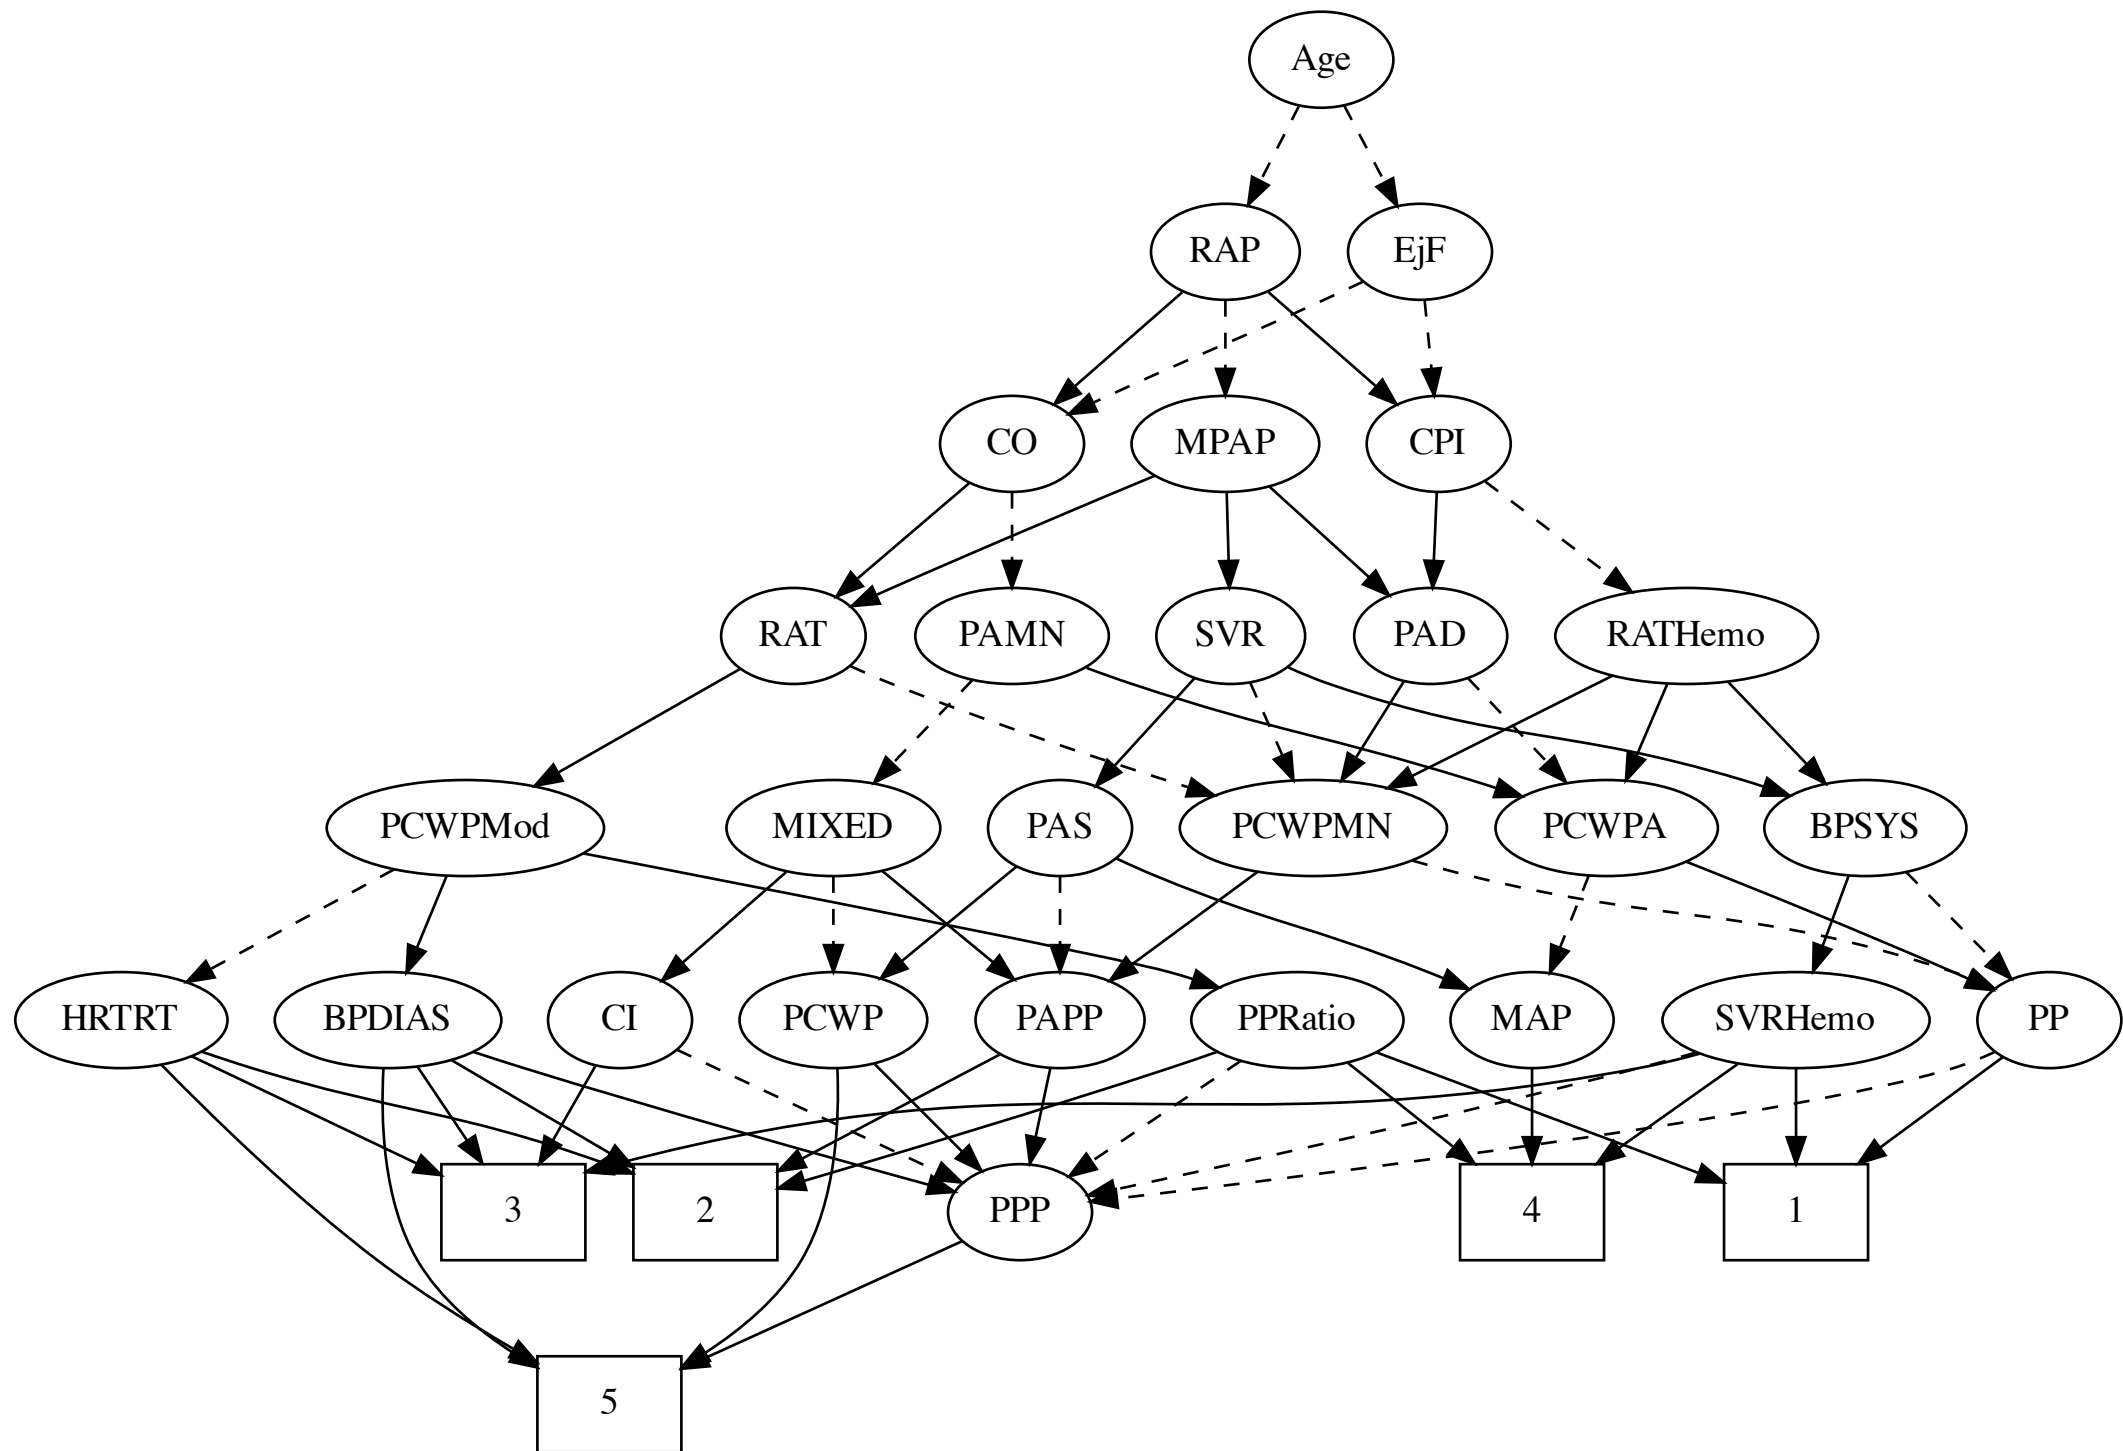 Age
RAP
EjF
CO
MPAP
CPI
RAT
PAMN
SVR
PAD
RATHemo
PCWPMod
MIXED
PAS
PCWPMN
PCWPA
BPSYS
HRTRT
BPDIAS
CI
PCWP
PAPP
PPRatio
MAP
SVRHemo
PP
3
2
PPP
4
1
5